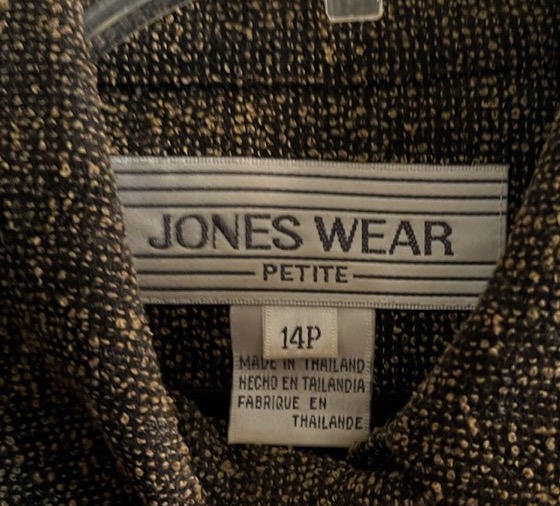 JONES WEAR
PETITE
14P
MADE IN THAILAND
HECHO EN TAILANDIA
FABRIQUE EN
THAILANDE